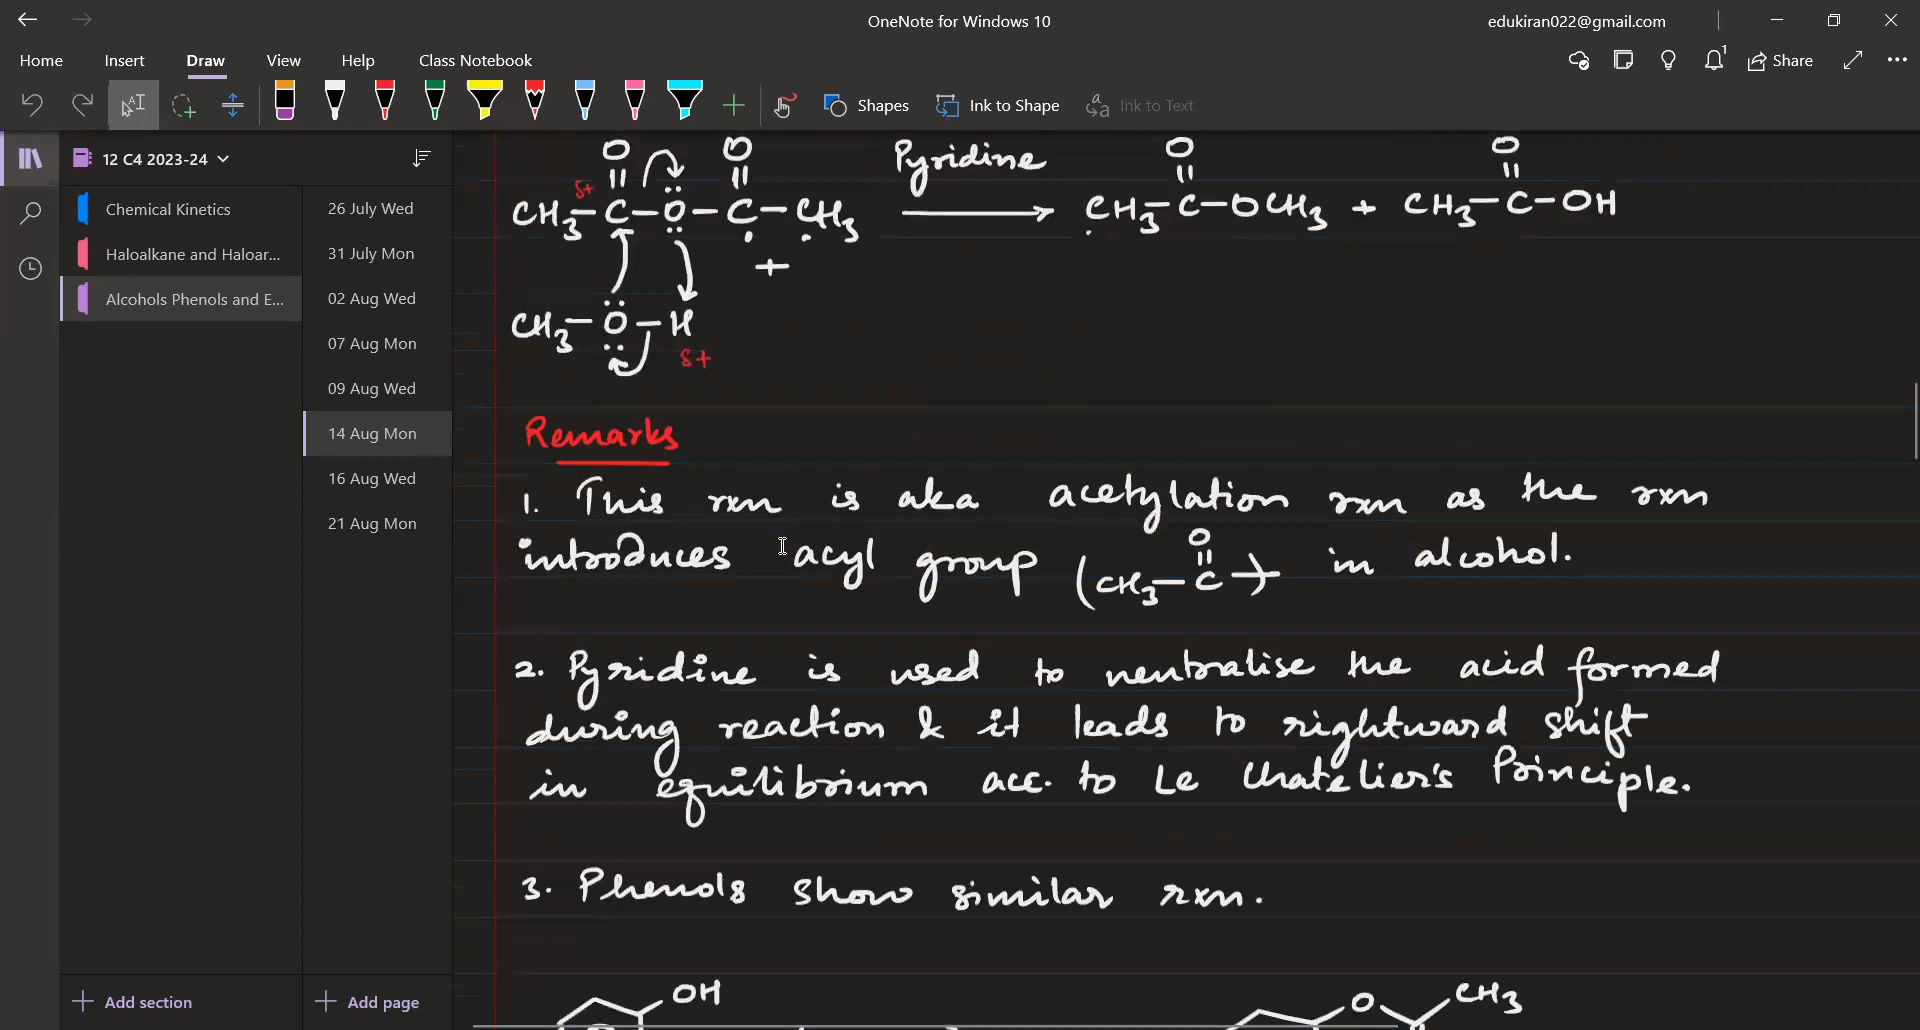 OneNote for Windows 10
edukiran022@gmail.com
Home Insert Draw View Help Class Notebook
1 Share
Shapes Ink to Shape Ink to Text
12 C4 2023-24
Chemical Kinetics
Haloalkane and Haloar...
Alcohols Phenols and E...
26 July Wed
31 July Mon
02 Aug Wed
07 Aug Mon
09 Aug Wed
14 Aug Mon
16 Aug Wed
21 Aug Mon
Add section
Add page
O O Pyridine O O
δ+
CH3-C-O-C-CH3 → CH3-C-OCH3 + CH3-C-OH
+
CH3-O-H
δ+
Remarks
1. This rxn is aka acetylation rxn as the rxn
introduces acyl group (CH3-C-) in alcohol.
O
2. Pyridine is used to neutralise the acid formed
during reaction & it leads to rightward shift
in equilibrium acc. to Le Chatelier's Principle.
3. Phenols show similar rxn.
OH O CH3